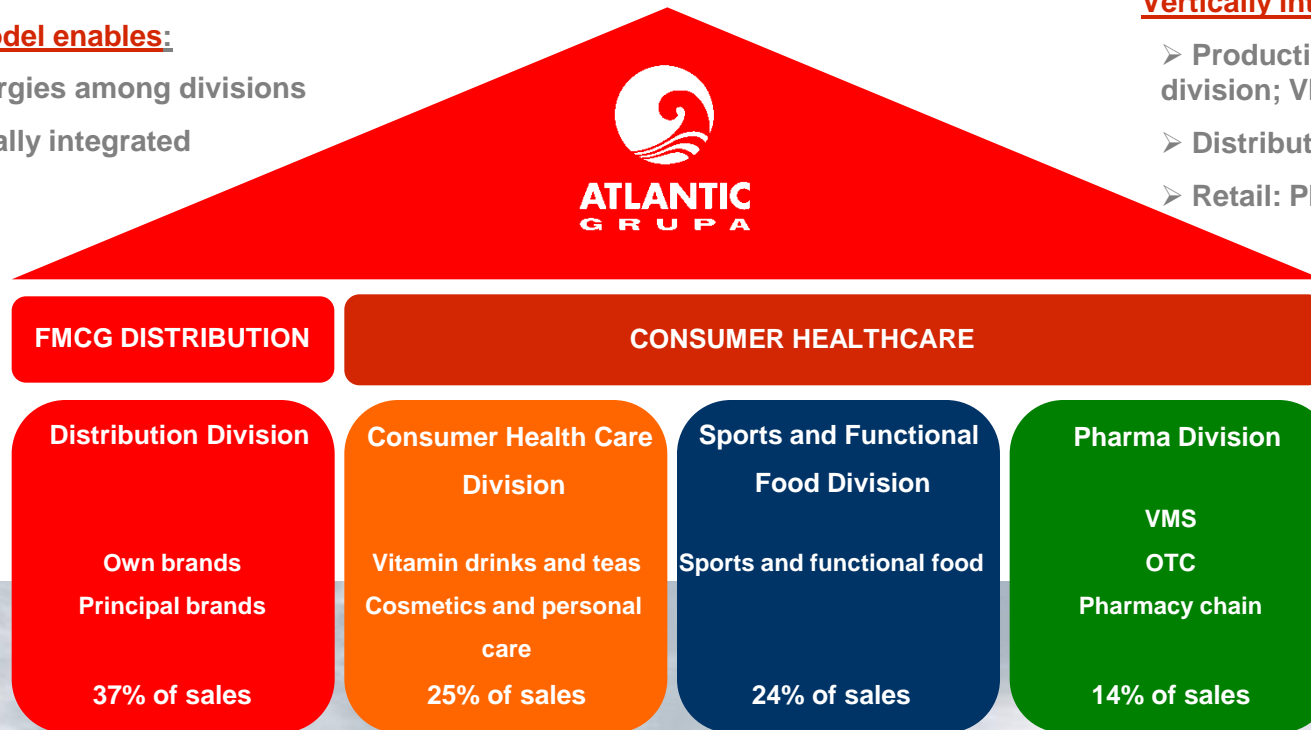 odel enables:
rgies among divisions
ally integrated
Vertically int
➢ Producti
division; V
➢ Distribut
➢ Retail: P
ATLANTIC
GRUPA
FMCG DISTRIBUTION
CONSUMER HEALTHCARE
Distribution Division
Own brands
Principal brands
37% of sales
Consumer Health Care
Division
Vitamin drinks and teas
Cosmetics and personal
care
25% of sales
Sports and Functional
Food Division
Sports and functional food
24% of sales
Pharma Division
VMS
OTC
Pharmacy chain
14% of sales